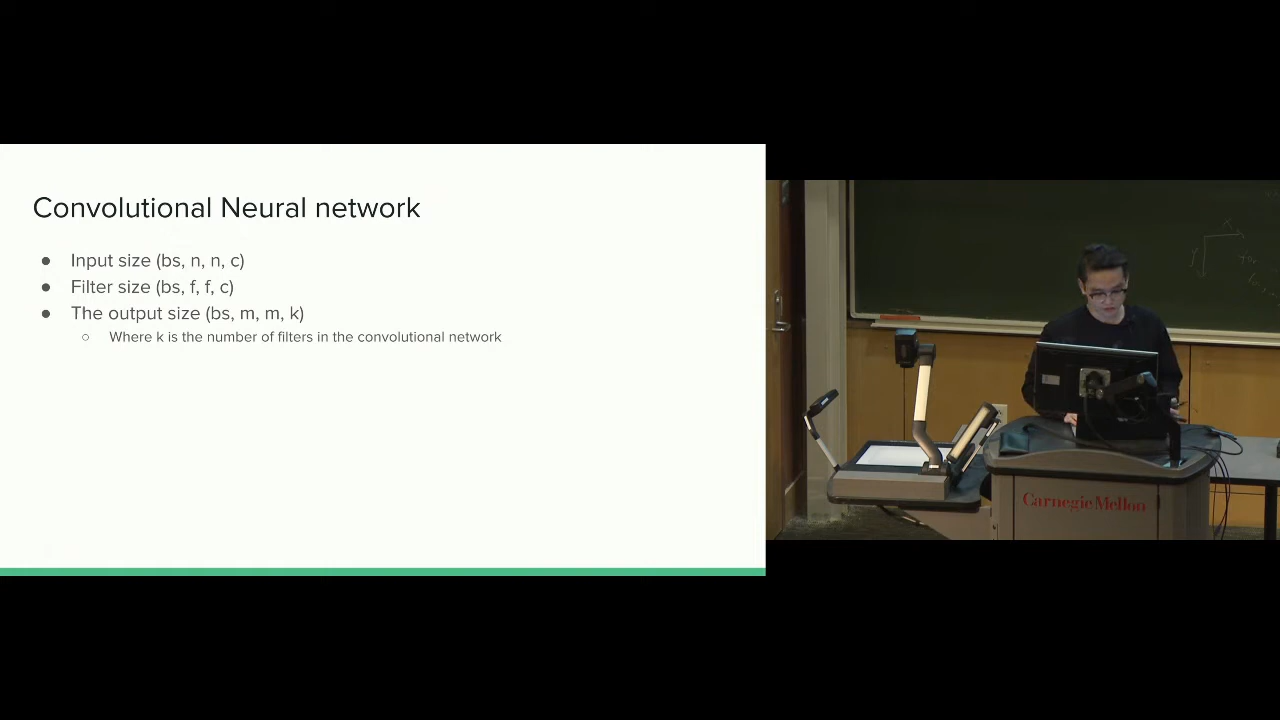 Convolutional Neural network
● Input size (bs, n, n, c)
● Filter size (bs, f, f, c)
● The output size (bs, m, m, k)
○ Where k is the number of filters in the convolutional network
Carnegie Mellon